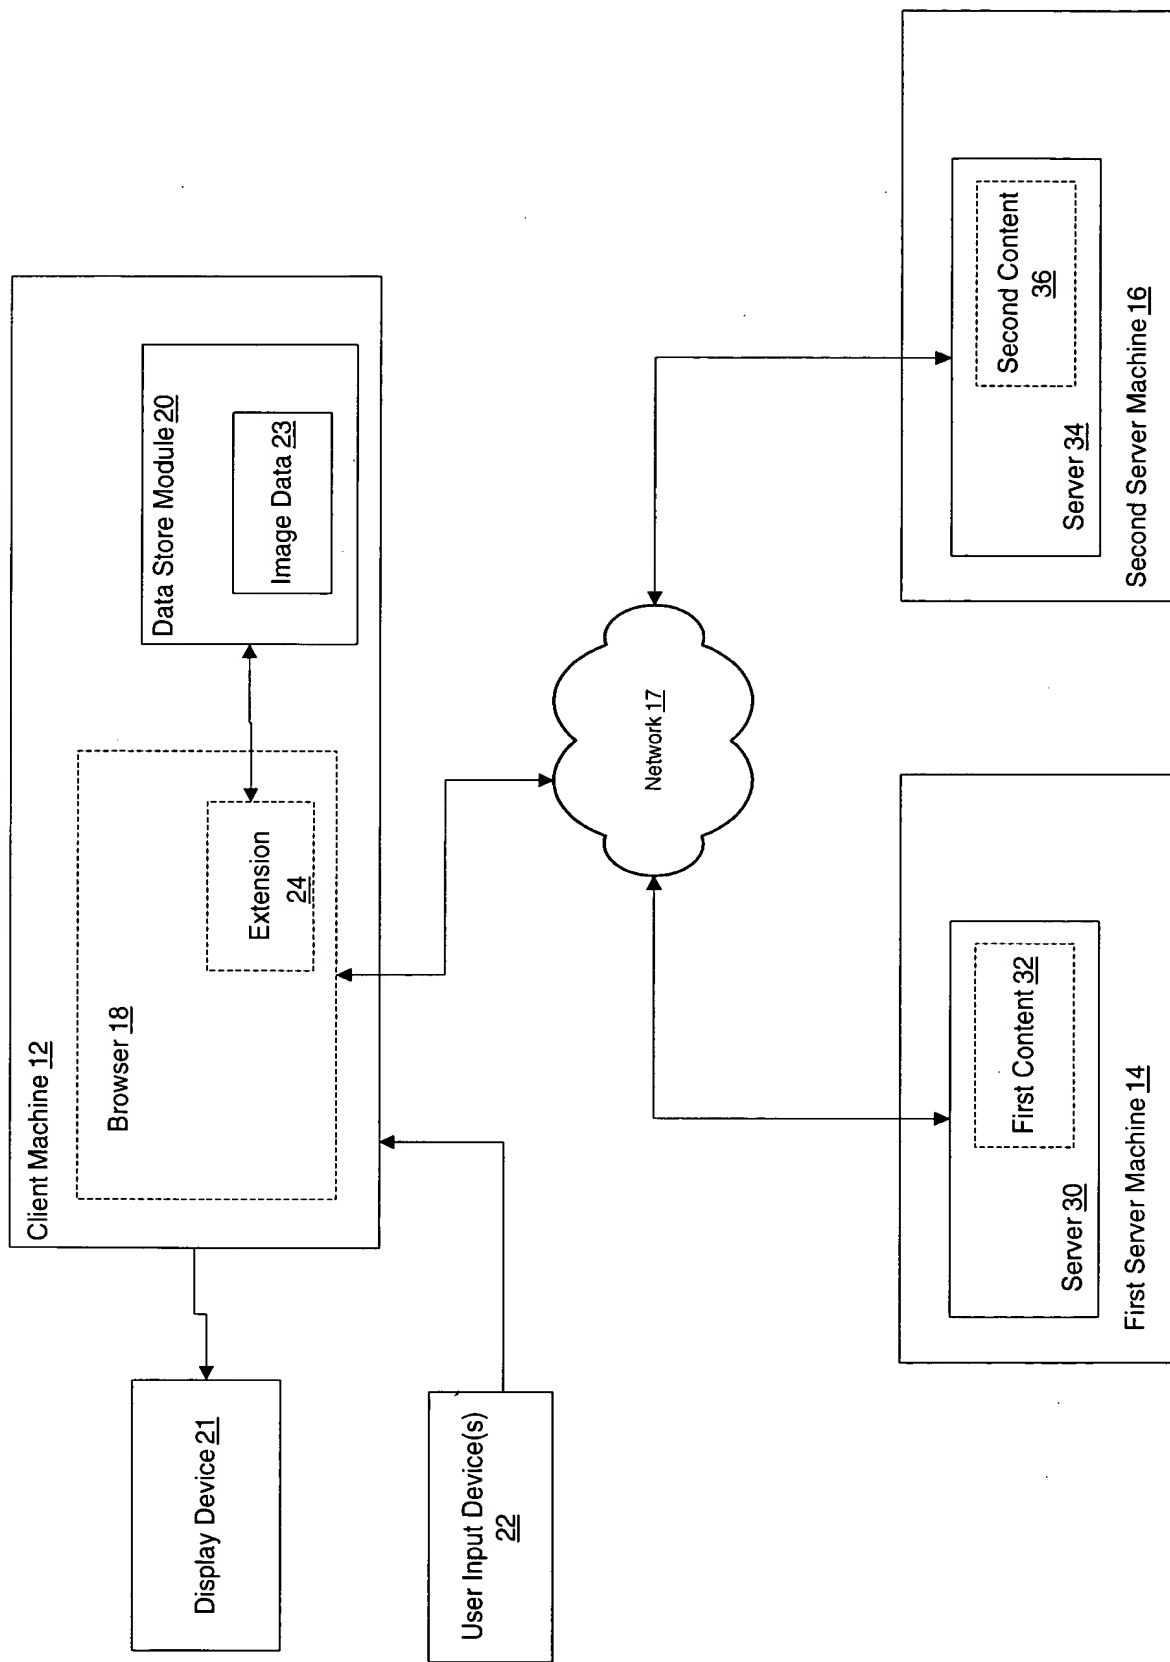 Client Machine 12
Browser 18
Extension
24
Data Store Module 20
Image Data 23
Display Device 21
User Input Device(s)
22
Network 17
First Content 32
Server 30
First Server Machine 14
Second Content
36
Server 34
Second Server Machine 16